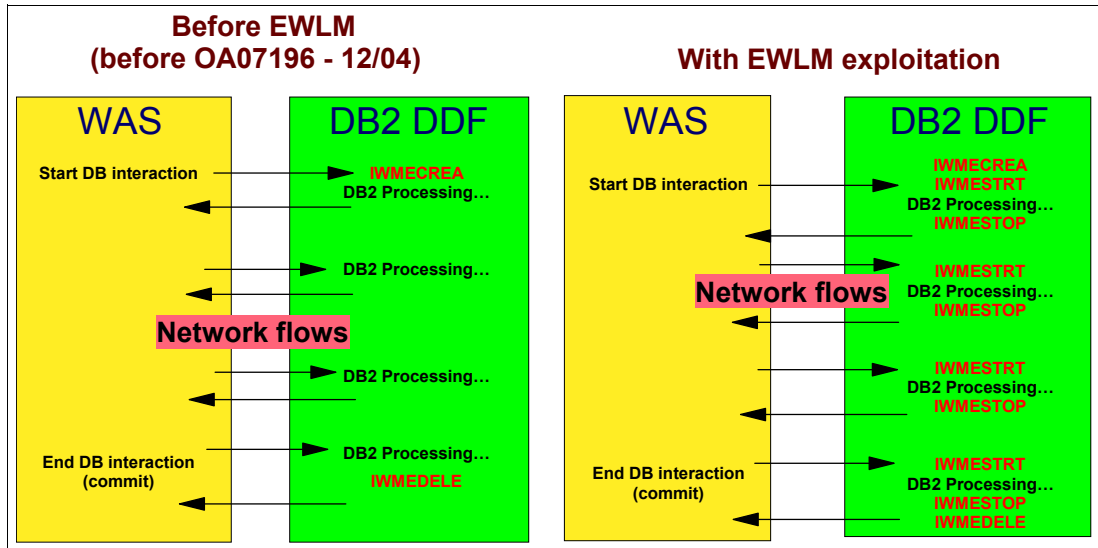 Before EWLM
(before OA07196 - 12/04)
WAS
DB2 DDF
Start DB interaction
IWMECREA
DB2 Processing...
DB2 Processing...
Network flows
DB2 Processing...
End DB interaction
(commit)
DB2 Processing...
IWMEDELE
With EWLM exploitation
WAS
DB2 DDF
Start DB interaction
IWMECREA
IWMESTRT
DB2 Processing...
IWMESTOP
Network flows
IWMESTRT
DB2 Processing...
IWMESTOP
IWMESTRT
DB2 Processing...
IWMESTOP
End DB interaction
(commit)
IWMESTRT
DB2 Processing...
IWMESTOP
IWMEDELE